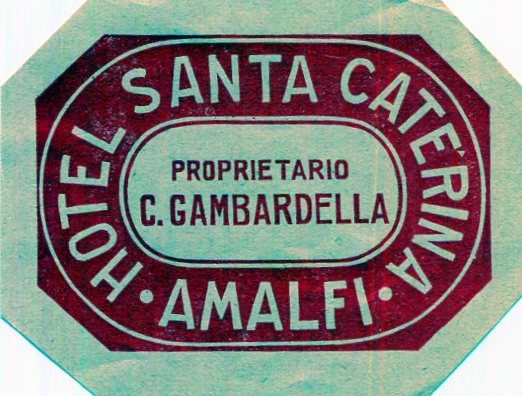 HOTEL SANTA CATERINA
PROPRIETARIO
C. GAMBARDELLA
· AMALFI ·